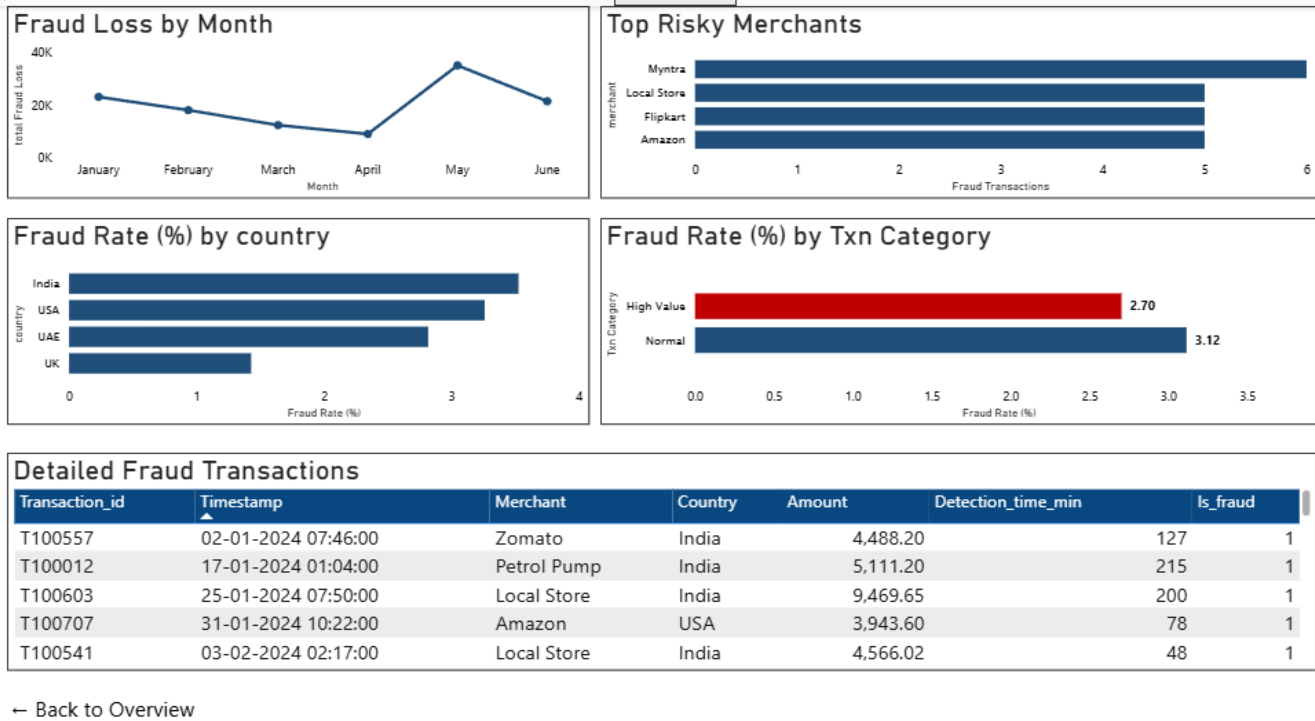 Fraud Loss by Month
40K
20K
0K
total Fraud Loss
January February March April May June
Month
Top Risky Merchants
merchant
Myntra
Local Store
Flipkart
Amazon
0 1 2 3 4 5 6
Fraud Transactions
Fraud Rate (%) by country
country
India
USA
UAE
UK
0 1 2 3 4
Fraud Rate (%)
Fraud Rate (%) by Txn Category
Txn Category
High Value 2.70
Normal 3.12
0.0 0.5 1.0 1.5 2.0 2.5 3.0 3.5
Fraud Rate (%)
Detailed Fraud Transactions
Transaction_id Timestamp Merchant Country Amount Detection_time_min Is_fraud
T100557 02-01-2024 07:46:00 Zomato India 4,488.20 127 1
T100012 17-01-2024 01:04:00 Petrol Pump India 5,111.20 215 1
T100603 25-01-2024 07:50:00 Local Store India 9,469.65 200 1
T100707 31-01-2024 10:22:00 Amazon USA 3,943.60 78 1
T100541 03-02-2024 02:17:00 Local Store India 4,566.02 48 1
← Back to Overview